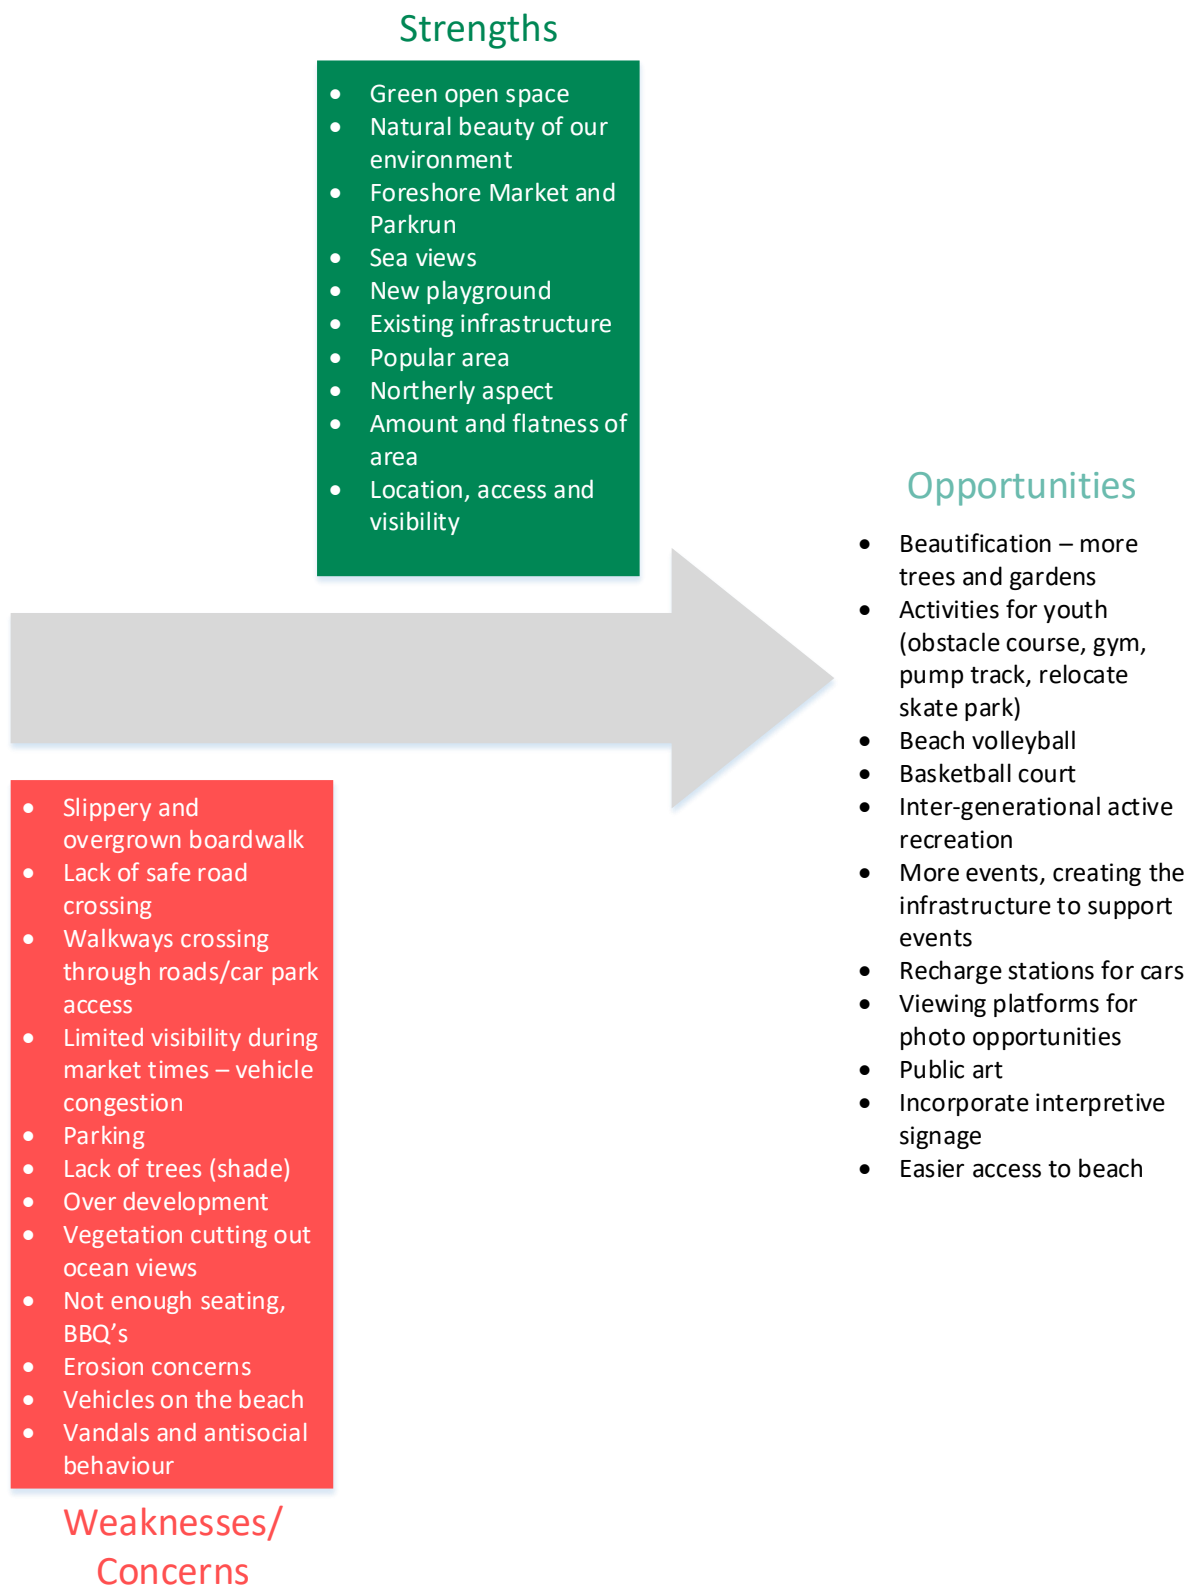 Strengths
• Green open space
• Natural beauty of our
environment
• Foreshore Market and
Parkrun
• Sea views
• New playground
• Existing infrastructure
• Popular area
• Northerly aspect
• Amount and flatness of
area
• Location, access and
visibility
Opportunities
• Beautification – more
trees and gardens
• Activities for youth
(obstacle course, gym,
pump track, relocate
skate park)
• Beach volleyball
• Basketball court
• Inter-generational active
recreation
• More events, creating the
infrastructure to support
events
• Recharge stations for cars
• Viewing platforms for
photo opportunities
• Public art
• Incorporate interpretive
signage
• Easier access to beach
• Slippery and
overgrown boardwalk
• Lack of safe road
crossing
• Walkways crossing
through roads/car park
access
• Limited visibility during
market times – vehicle
congestion
• Parking
• Lack of trees (shade)
• Over development
• Vegetation cutting out
ocean views
• Not enough seating,
BBQ’s
• Erosion concerns
• Vehicles on the beach
• Vandals and antisocial
behaviour
Weaknesses/
Concerns